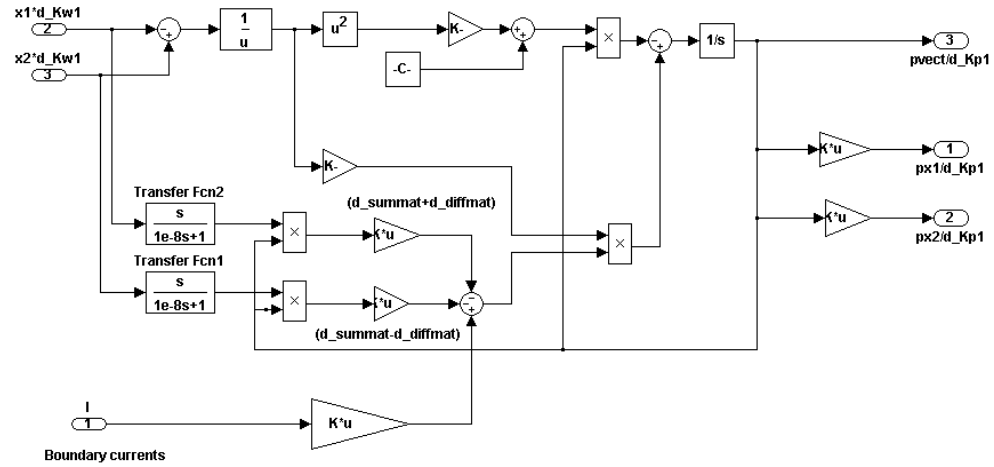 x1*d_Kw1
2
x2*d_Kw1
3
1
u
u²
K-
-C-
1/s
3
pvect/d_Kp1
K*u
1
px1/d_Kp1
K-
Transfer Fcn2
s
1e-8s+1
(d_summat+d_diffmat)
K*u
K*u
2
px2/d_Kp1
Transfer Fcn1
s
1e-8s+1
K*u
(d_summat-d_diffmat)
I
1
K*u
Boundary currents